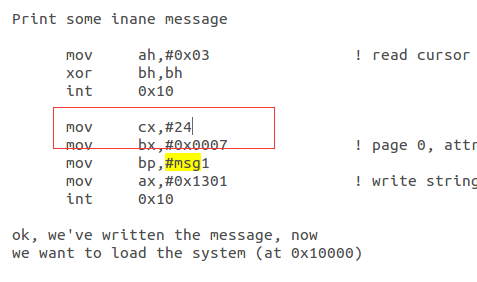 Print some inane message
mov ah,#0x03 ! read cursor
xor bh,bh
int 0x10
mov cx,#24
mov bx,#0x0007 ! page 0, attr
mov bp,#msg1
mov ax,#0x1301 ! write string
int 0x10
ok, we've written the message, now
we want to load the system (at 0x10000)